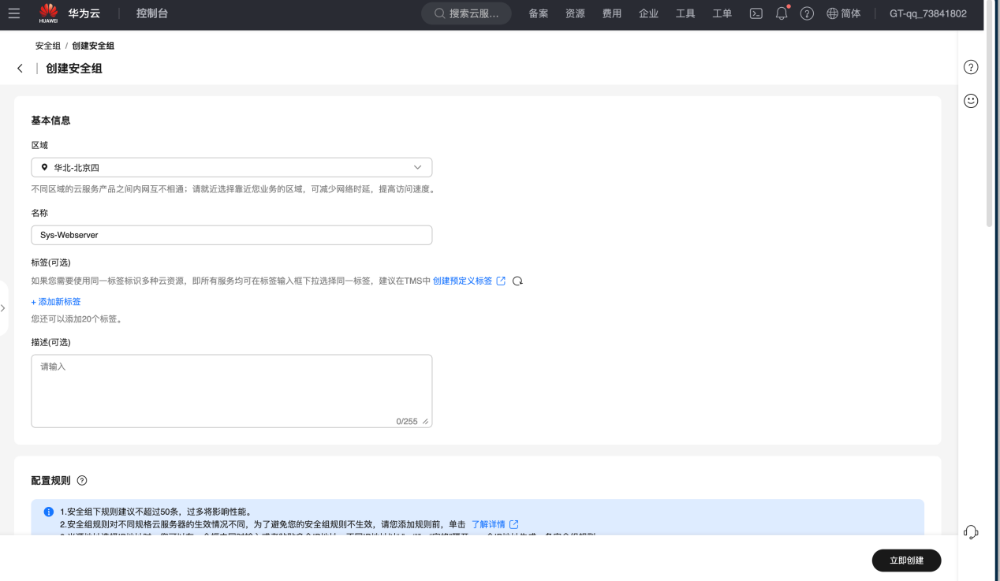 HUAWEI
华为云
控制台
搜索云服...
备案
资源
费用
企业
工具
工单
简体
GT-qq_73841802
安全组 / 创建安全组
创建安全组
基本信息
区域
华北-北京四
不同区域的云服务产品之间内网互不相通；请就近选择靠近您业务的区域，可减少网络时延，提高访问速度。
名称
Sys-Webserver
标签(可选)
如果您需要使用同一标签标识多种云资源，即所有服务均可在标签输入框下拉选择同一标签，建议在TMS中 创建预定义标签
+ 添加新标签
您还可以添加20个标签。
描述(可选)
请输入
0/255
配置规则
1.安全组下规则建议不超过50条，过多将影响性能。
2.安全组规则对不同规格云服务器的生效情况不同，为了避免您的安全组规则不生效，请您添加规则前，单击 了解详情
立即创建